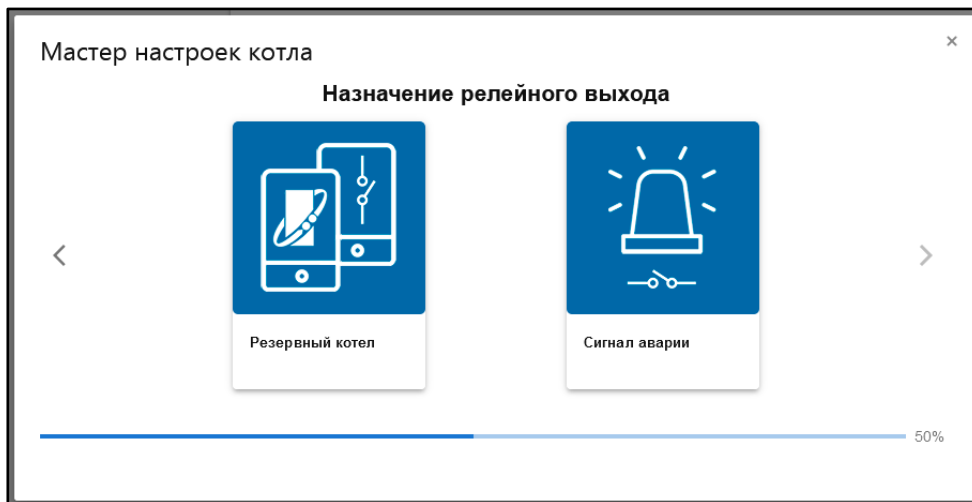 Мастер настроек котла
×
Назначение релейного выхода
Резервный котел
Сигнал аварии
50%